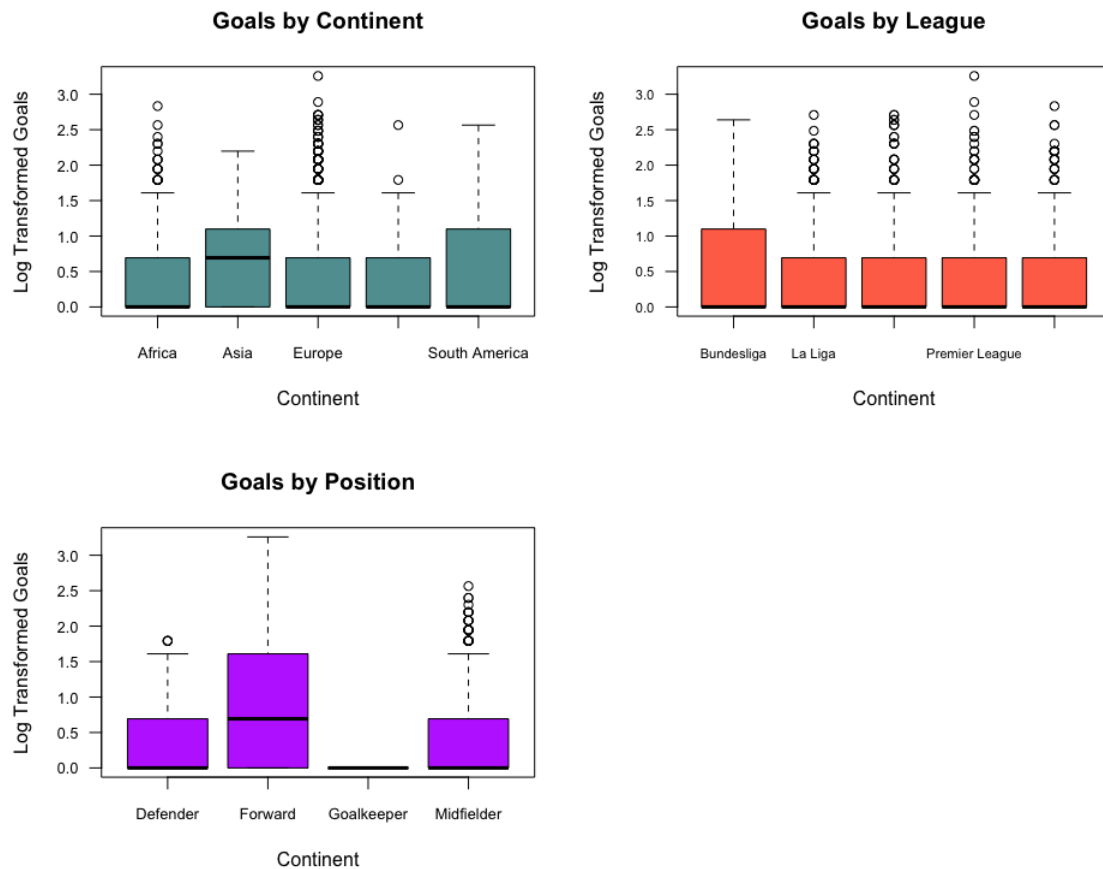 Goals by Continent
Log Transformed Goals
3.0
2.5
2.0
1.5
1.0
0.5
0.0
Africa Asia Europe South America
Continent
Goals by League
Log Transformed Goals
3.0
2.5
2.0
1.5
1.0
0.5
0.0
Bundesliga La Liga Premier League
Continent
Goals by Position
Log Transformed Goals
3.0
2.5
2.0
1.5
1.0
0.5
0.0
Defender Forward Goalkeeper Midfielder
Continent